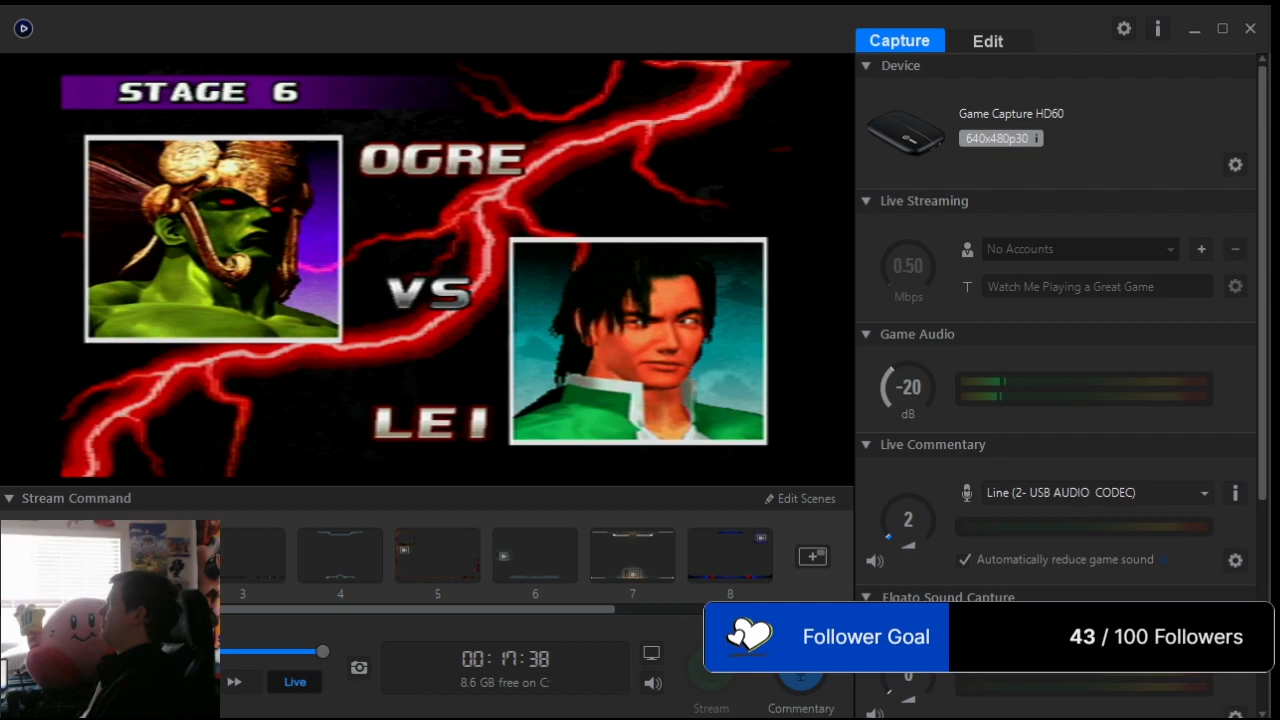 Capture
Edit
STAGE 6
OGRE
VS
LEI
Device
Game Capture HD60
640x480p30
Live Streaming
0.50
Mbps
No Accounts
T
Watch Me Playing a Great Game
Game Audio
-20
dB
Live Commentary
2
Line (2- USB AUDIO CODEC)
Automatically reduce game sound
Elgato Sound Capture
Stream Command
Edit Scenes
3
4
5
6
7
8
Follower Goal
43 / 100 Followers
Live
00:17:38
8.6 GB free on C:
Stream
Commentary
0